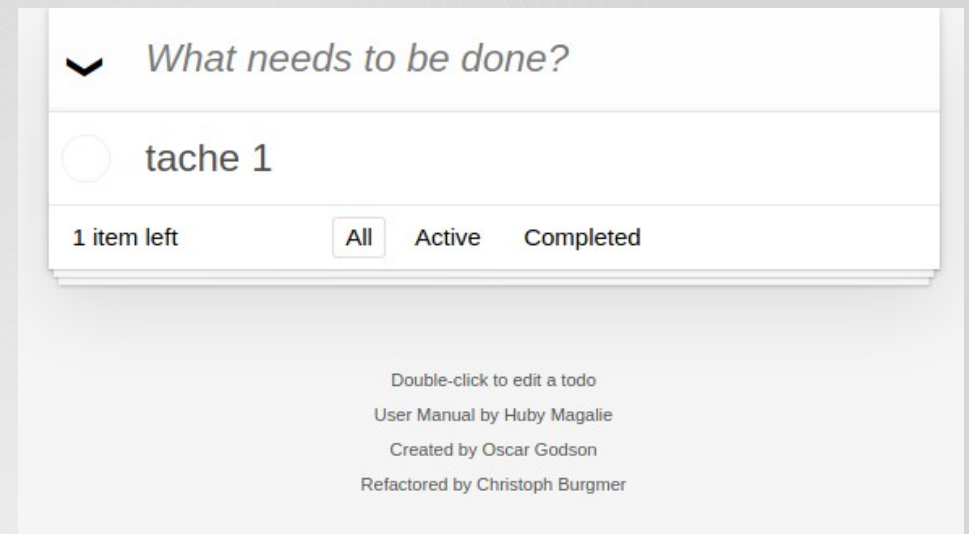 What needs to be done?
tache 1
1 item left All Active Completed
Double-click to edit a todo
User Manual by Huby Magalie
Created by Oscar Godson
Refactored by Christoph Burgmer